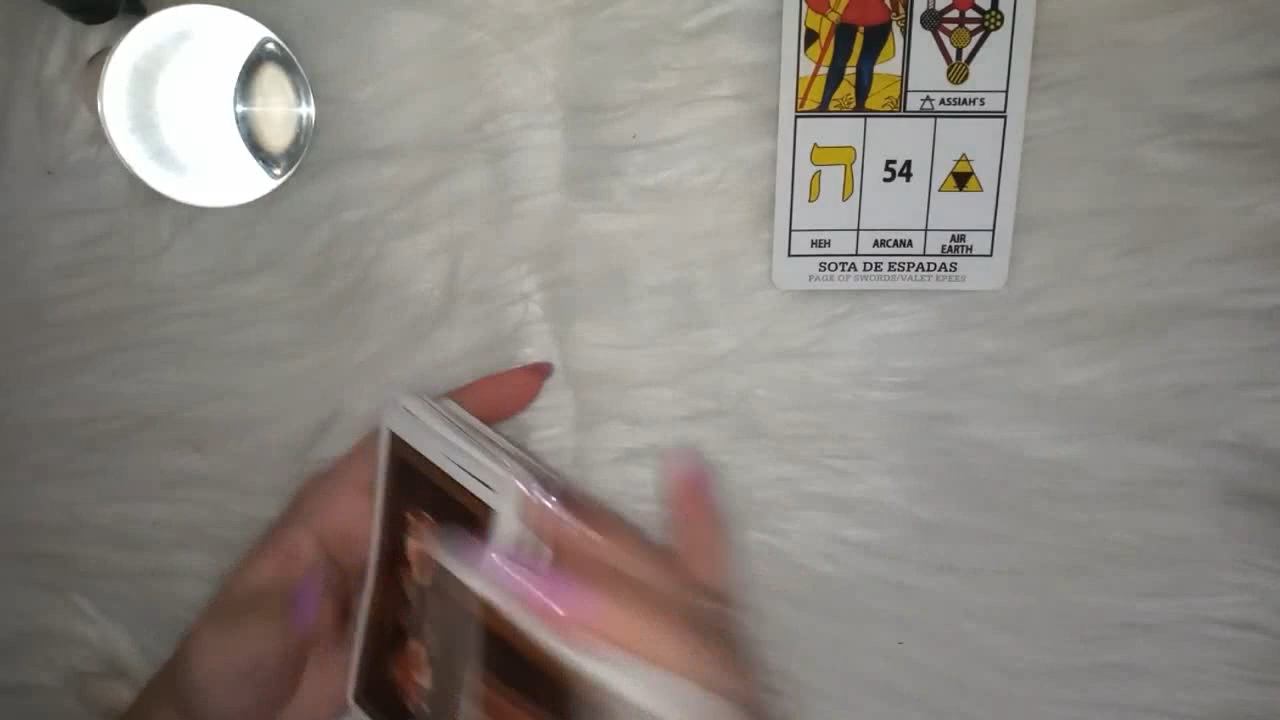 ASSIAH'S
ה 54
HEH ARCANA AIR EARTH
SOTA DE ESPADAS
PAGE OF SWORDS/VALET EPEES